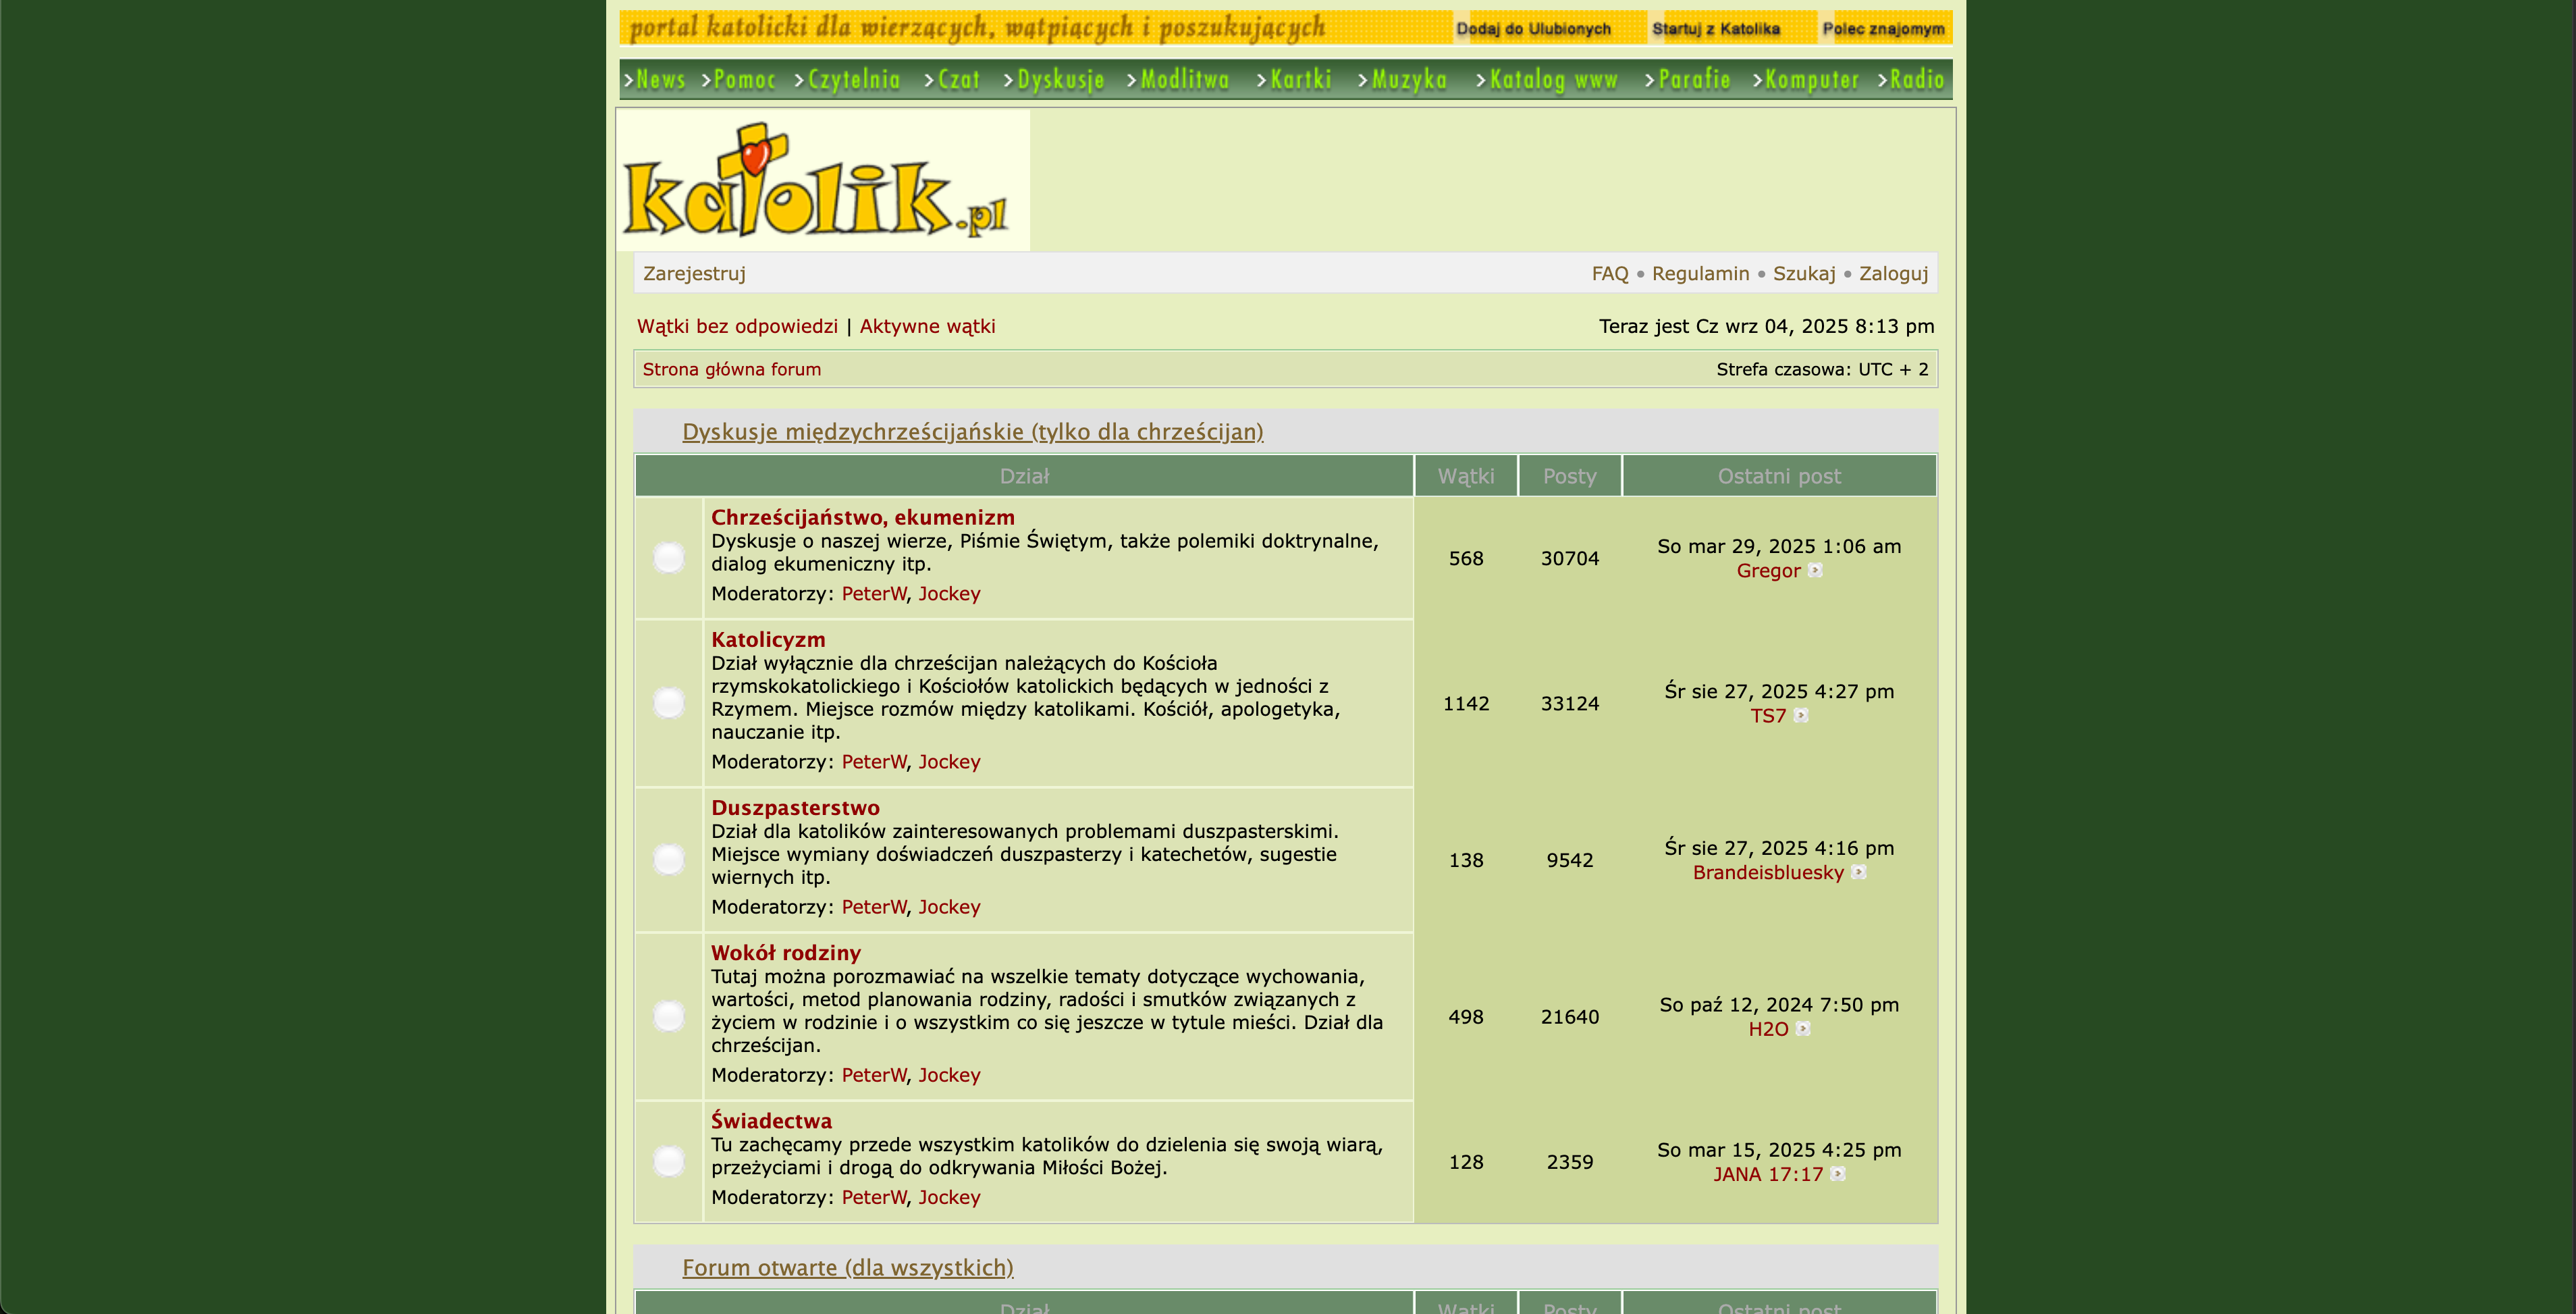 portal katolicki dla wierzących, wątpiących i poszukujących Dodaj do Ulubionych Startuj z Katolika Polec znajomym
>News >Pomoc >Czytelnia >Czat >Dyskusje >Modlitwa >Kartki >Muzyka >Katalog www >Parafie >Komputer >Radio
katolik.pl
Zarejestruj FAQ • Regulamin • Szukaj • Zaloguj
Wątki bez odpowiedzi | Aktywne wątki Teraz jest Cz wrz 04, 2025 8:13 pm
Strona główna forum Strefa czasowa: UTC + 2
Dyskusje międzychrześcijańskie (tylko dla chrześcijan)
Dział Wątki Posty Ostatni post
Chrześcijaństwo, ekumenizm
Dyskusje o naszej wierze, Piśmie Świętym, także polemiki doktrynalne,
dialog ekumeniczny itp.
Moderatorzy: PeterW, Jockey
568 30704 So mar 29, 2025 1:06 am
Gregor
Katolicyzm
Dział wyłącznie dla chrześcijan należących do Kościoła
rzymskokatolickiego i Kościołów katolickich będących w jedności z
Rzymem. Miejsce rozmów między katolikami. Kościół, apologetyka,
nauczanie itp.
Moderatorzy: PeterW, Jockey
1142 33124 Śr sie 27, 2025 4:27 pm
TS7
Duszpasterstwo
Dział dla katolików zainteresowanych problemami duszpasterskimi.
Miejsce wymiany doświadczeń duszpasterzy i katechetów, sugestie
wiernych itp.
Moderatorzy: PeterW, Jockey
138 9542 Śr sie 27, 2025 4:16 pm
Brandeisbluesky
Wokół rodziny
Tutaj można porozmawiać na wszelkie tematy dotyczące wychowania,
wartości, metod planowania rodziny, radości i smutków związanych z
życiem w rodzinie i o wszystkim co się jeszcze w tytule mieści. Dział dla
chrześcijan.
Moderatorzy: PeterW, Jockey
498 21640 So paź 12, 2024 7:50 pm
H2O
Świadectwa
Tu zachęcamy przede wszystkim katolików do dzielenia się swoją wiarą,
przeżyciami i drogą do odkrywania Miłości Bożej.
Moderatorzy: PeterW, Jockey
128 2359 So mar 15, 2025 4:25 pm
JANA 17:17
Forum otwarte (dla wszystkich)
Dział Wątki Posty Ostatni post